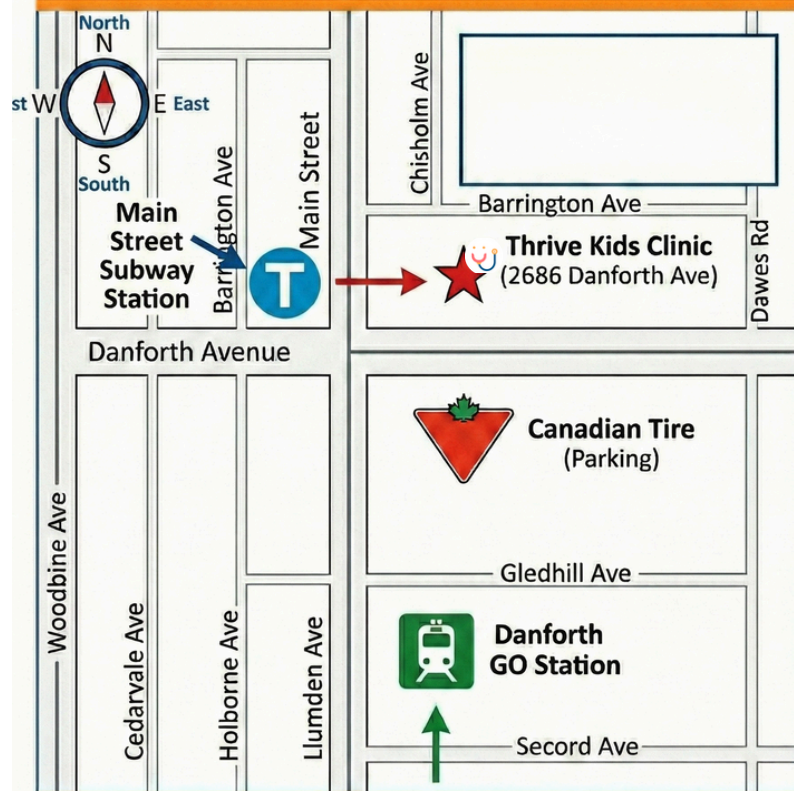 North
N
st W E East
S
South
Main
Street
Subway
Station
Barrington Ave
Main Street
T
Chisholm Ave
Barrington Ave
Thrive Kids Clinic
(2686 Danforth Ave)
Dawes Rd
Danforth Avenue
Canadian Tire
(Parking)
Woodbine Ave
Gledhill Ave
Cedarvale Ave
Holborne Ave
Llumden Ave
Danforth
GO Station
Secord Ave